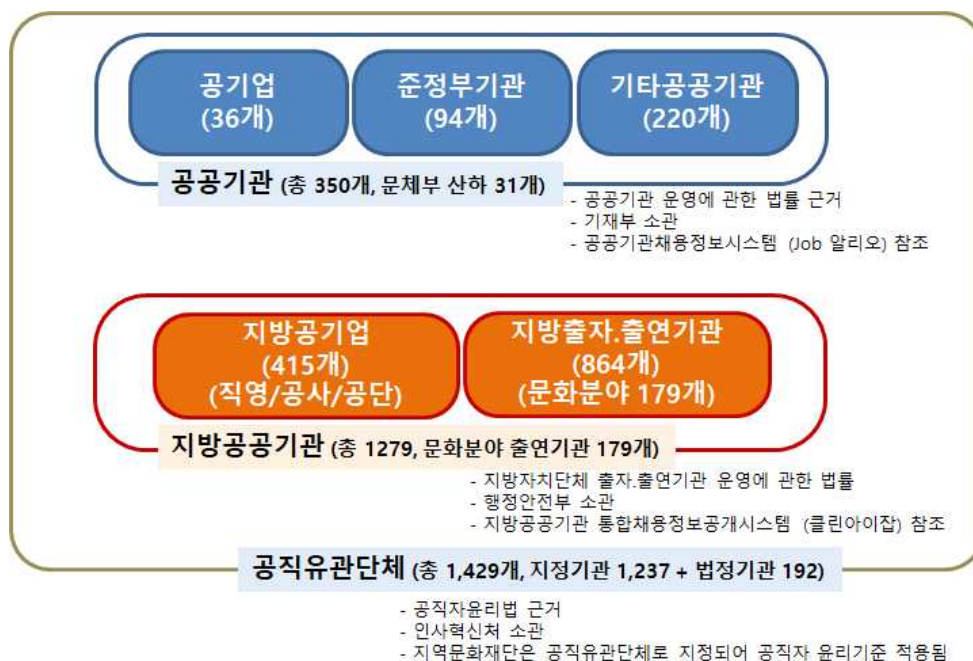 공기업
(36개)
준정부기관
(94개)
기타공공기관
(220개)
공공기관 (총 350개, 문체부 산하 31개)
- 공공기관 운영에 관한 법률 근거
- 기재부 소관
- 공공기관채용정보시스템 (Job 알리오) 참조
지방공기업
(415개)
(직영/공사/공단)
지방출자.출연기관
(864개)
(문화분야 179개)
지방공공기관 (총 1279, 문화분야 출연기관 179개)
- 지방자치단체 출자.출연기관 운영에 관한 법률
- 행정안전부 소관
- 지방공공기관 통합채용정보공개시스템 (클린아이잡) 참조
공직유관단체 (총 1,429개, 지정기관 1,237 + 법정기관 192)
- 공직자윤리법 근거
- 인사혁신처 소관
- 지역문화재단은 공직유관단체로 지정되어 공직자 윤리기준 적용됨